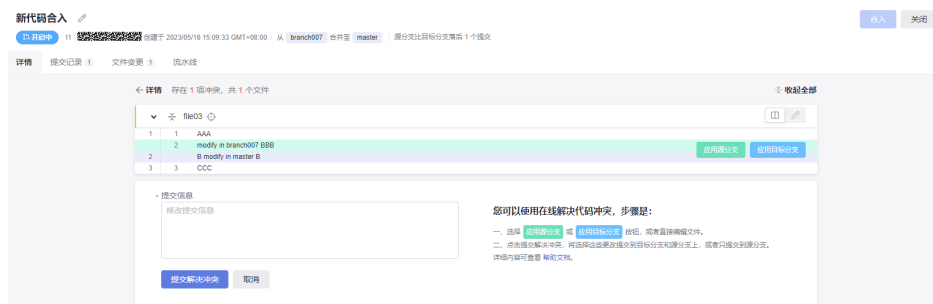 新代码合入
合入 关闭
开启中 !1 创建于 2023/05/16 15:09:33 GMT+08:00 从 branch007 合并至 master 源分支比目标分支落后 1 个提交
详情 提交记录 1 文件变更 1 流水线
详情 存在 1 项冲突，共 1 个文件 收起全部
file03
1 1 AAA
2 modify in branch007 BBB
应用源分支 应用目标分支
2 B modify in master B
3 3 CCC
* 提交信息
修改提交信息
提交解决冲突 取消
您可以使用在线解决代码冲突，步骤是：
一、选择 应用源分支 或 应用目标分支 按钮，或者直接编辑文件。
二、点击提交解决冲突，将选择这些更改提交到目标分支和源分支上，或者只提交到源分支。
详细内容可查看 帮助文档。